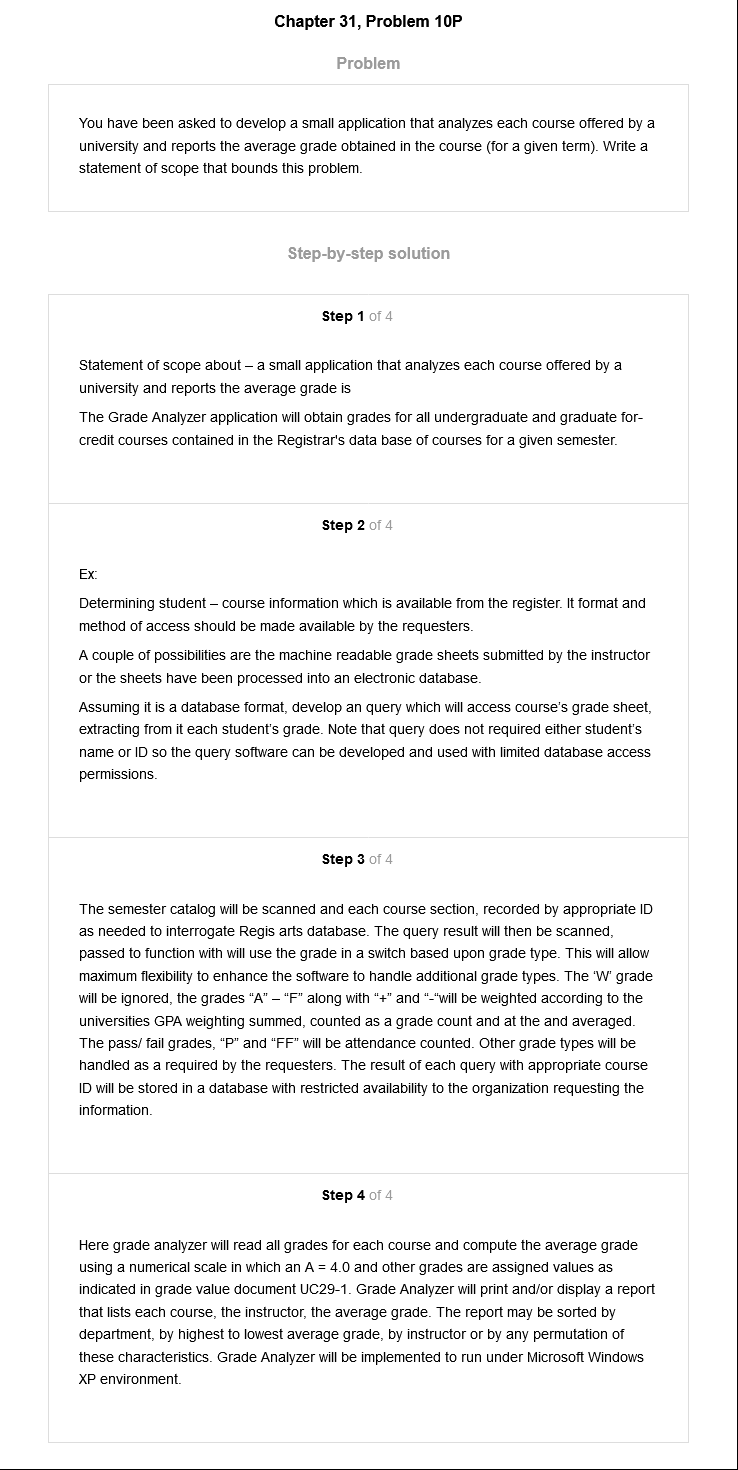 Chapter 31, Problem 10P
Problem
You have been asked to develop a small application that analyzes each course offered by a
university and reports the average grade obtained in the course (for a given term). Write a
statement of scope that bounds this problem.
Step-by-step solution
Step 1 of 4
Statement of scope about – a small application that analyzes each course offered by a
university and reports the average grade is
The Grade Analyzer application will obtain grades for all undergraduate and graduate for-
credit courses contained in the Registrar's data base of courses for a given semester.
Step 2 of 4
Ex:
Determining student – course information which is available from the register. It format and
method of access should be made available by the requesters.
A couple of possibilities are the machine readable grade sheets submitted by the instructor
or the sheets have been processed into an electronic database.
Assuming it is a database format, develop an query which will access course’s grade sheet,
extracting from it each student’s grade. Note that query does not required either student’s
name or ID so the query software can be developed and used with limited database access
permissions.
Step 3 of 4
The semester catalog will be scanned and each course section, recorded by appropriate ID
as needed to interrogate Regis arts database. The query result will then be scanned,
passed to function with will use the grade in a switch based upon grade type. This will allow
maximum flexibility to enhance the software to handle additional grade types. The ‘W’ grade
will be ignored, the grades “A” – “F” along with “+” and “-“will be weighted according to the
universities GPA weighting summed, counted as a grade count and at the and averaged.
The pass/ fail grades, “P” and “FF” will be attendance counted. Other grade types will be
handled as a required by the requesters. The result of each query with appropriate course
ID will be stored in a database with restricted availability to the organization requesting the
information.
Step 4 of 4
Here grade analyzer will read all grades for each course and compute the average grade
using a numerical scale in which an A = 4.0 and other grades are assigned values as
indicated in grade value document UC29-1. Grade Analyzer will print and/or display a report
that lists each course, the instructor, the average grade. The report may be sorted by
department, by highest to lowest average grade, by instructor or by any permutation of
these characteristics. Grade Analyzer will be implemented to run under Microsoft Windows
XP environment.